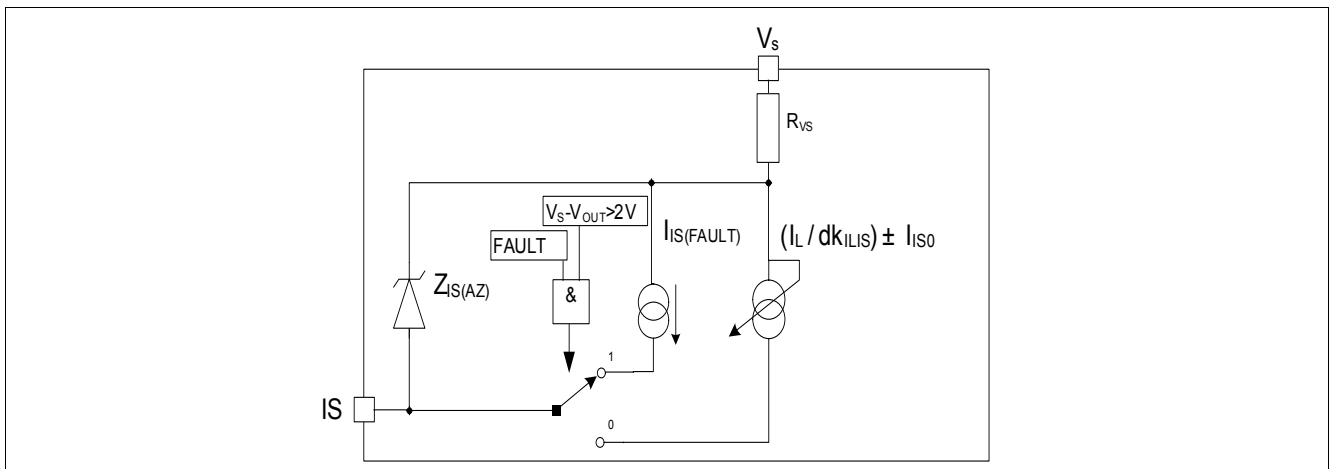 Vs
RVS
VS-VOUT>2V
IIS(FAULT)
(IL / dkILIS) ± IIS0
FAULT
ZIS(AZ)
&
1
IS
0